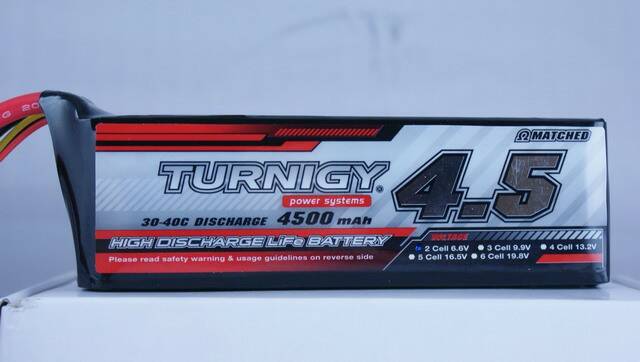 G 20
Ω MATCHED
TURNIGY®
power systems
4.5
30-40C DISCHARGE 4500 mAh
HIGH DISCHARGE LiFe BATTERY
Please read safety warning & usage guidelines on reverse side
VOLTAGE
2 Cell 6.6V 3 Cell 9.9V 4 Cell 13.2V
5 Cell 16.5V 6 Cell 19.8V